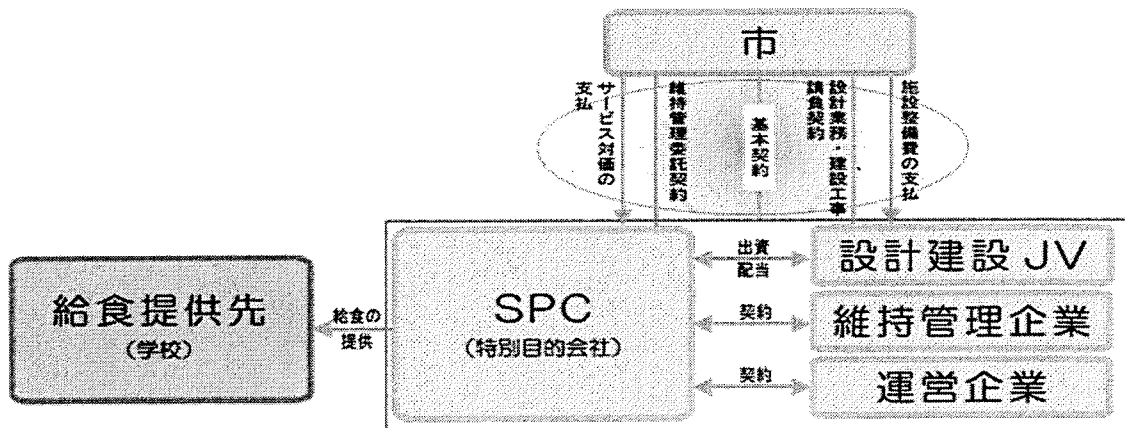 市
サービス対価の
支払
維持管理委託契約
基本契約
設計業務・建設工事
請負契約
施設整備費の支払
給食提供先
(学校)
給食の
提供
SPC
(特別目的会社)
出資
配当
契約
契約
設計建設 JV
維持管理企業
運営企業